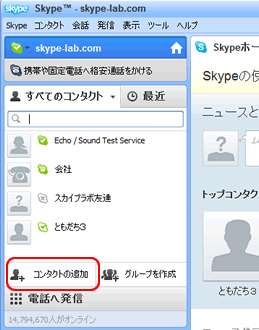 skype Skype™ - skype-lab.com
Skype コンタクト 会話 発信 表示 ツール ヘルプ
skype-lab.com
携帯や固定電話へ格安通話をかける
すべてのコンタクト 最近
Echo / Sound Test Service
会社
スカイプラボ友達
ともだち3
コンタクトの追加 グループを作成
電話へ発信
14,794,670人がオンライン
Skypeホー
Skypeの使
ニュースと
トップコンタク
ともだち3